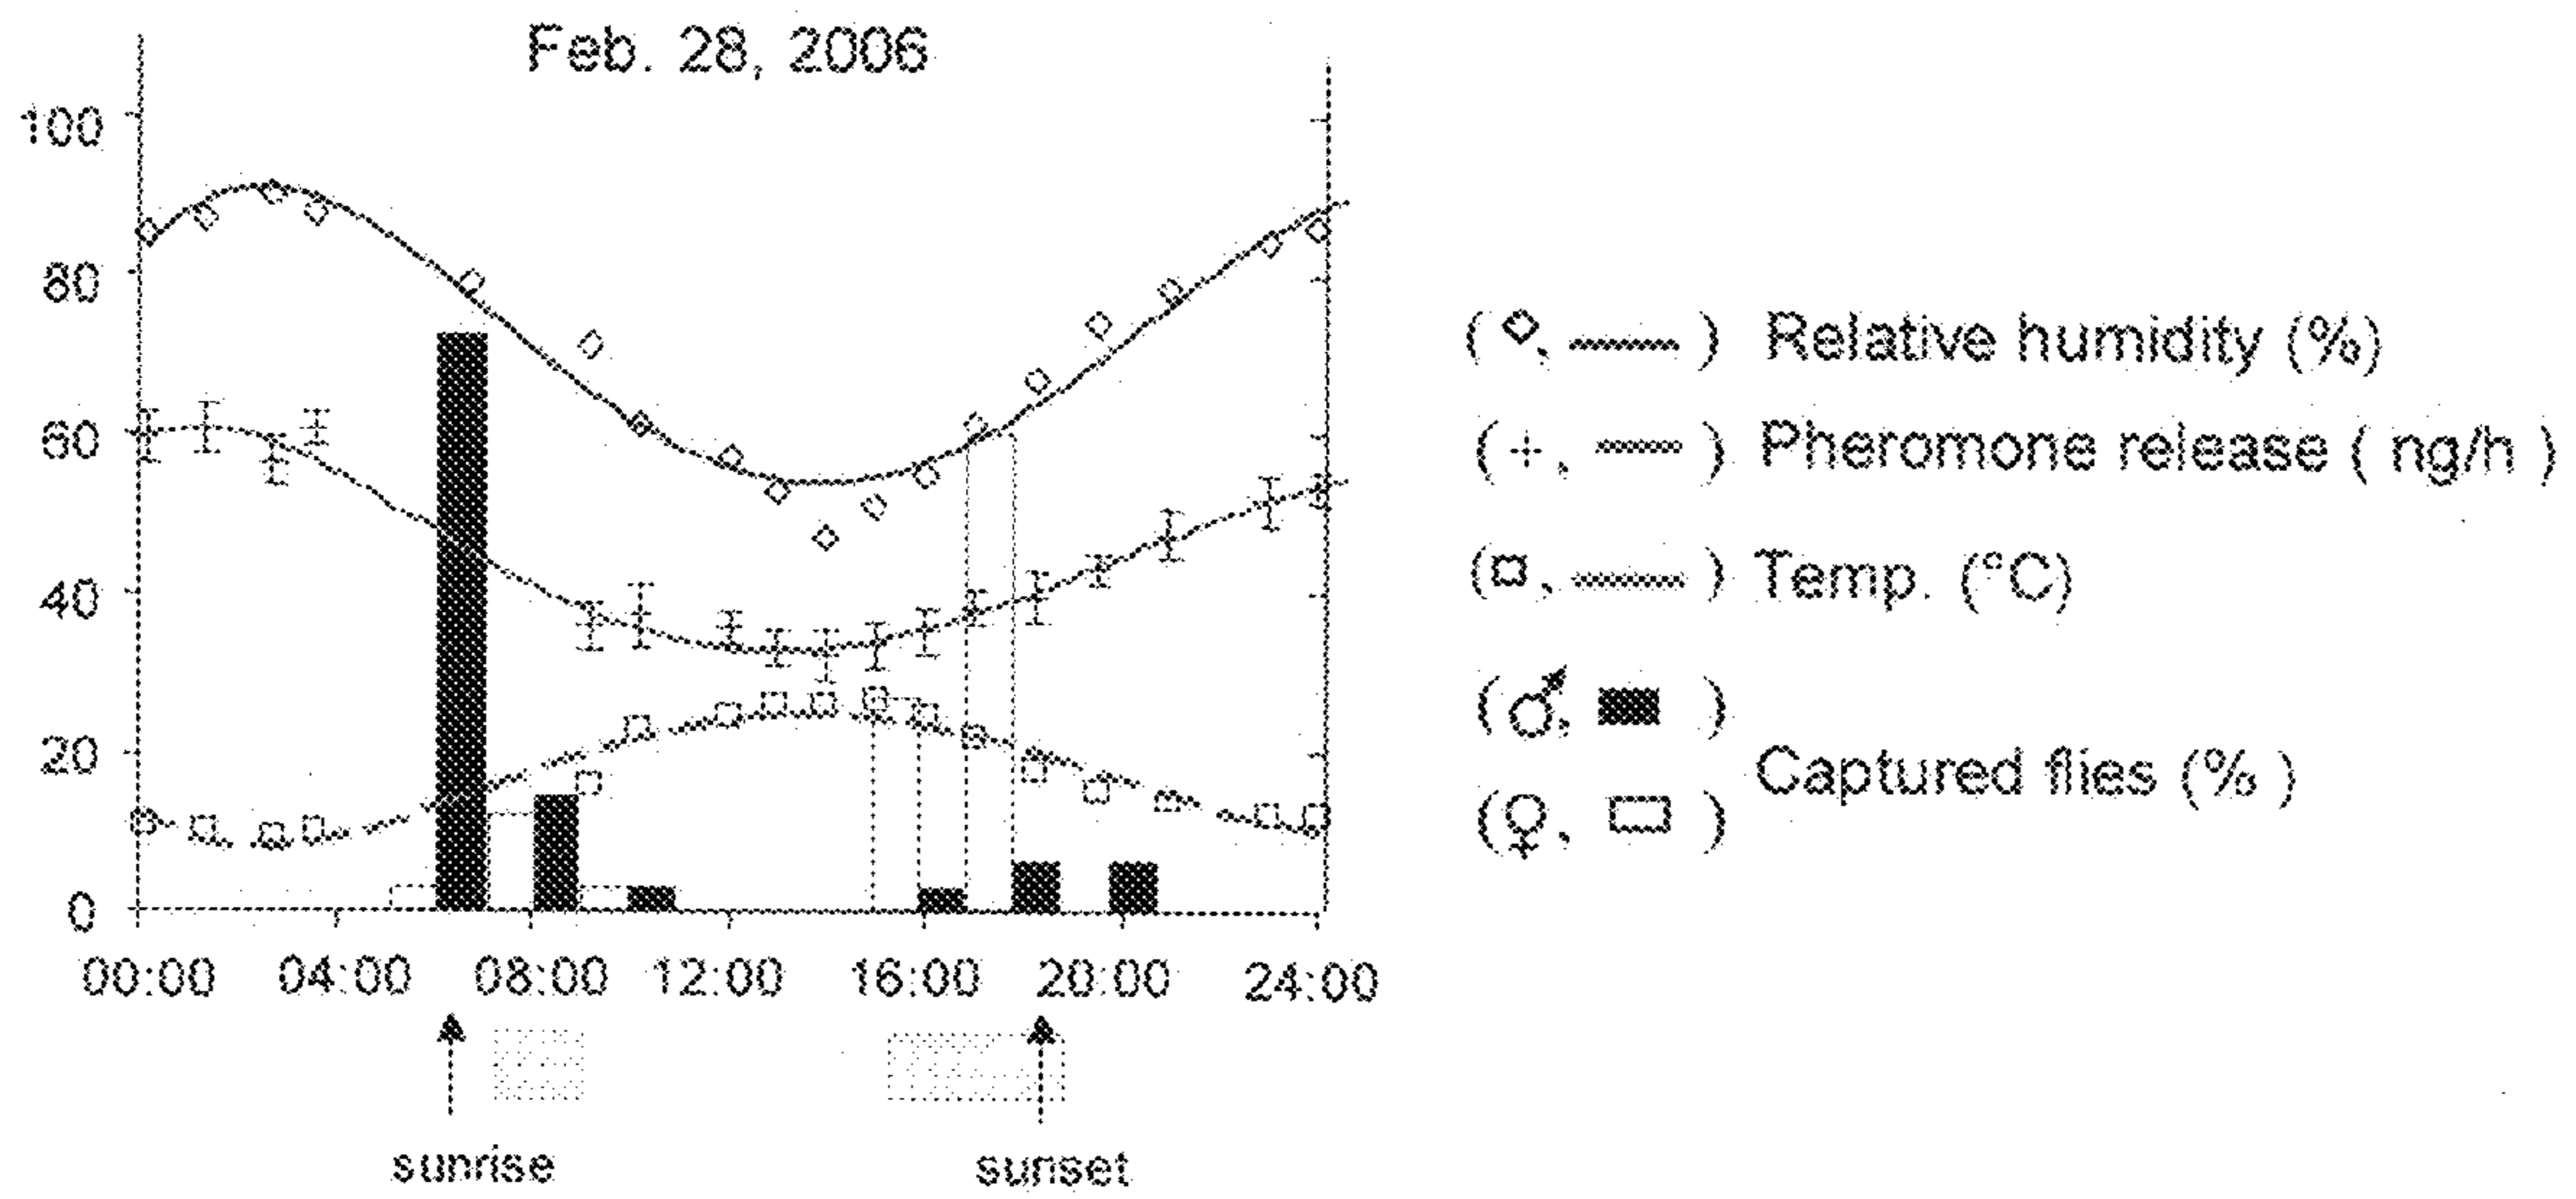 Feb. 28, 2006
100
80
60
40
20
0
00:00 04:00 08:00 12:00 16:00 20:00 24:00
sunrise
sunset
(◇, ) Relative humidity (%)
(+, ) Pheromone release ( ng/h )
(□, ) Temp. (°C)
(♂, )
(♀, )
Captured flies (% )